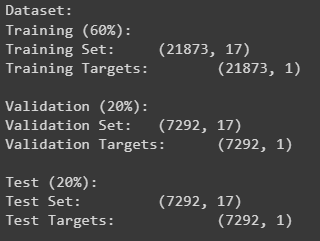 Dataset:
Training (60%):
Training Set: (21873, 17)
Training Targets: (21873, 1)
Validation (20%):
Validation Set: (7292, 17)
Validation Targets: (7292, 1)
Test (20%):
Test Set: (7292, 17)
Test Targets: (7292, 1)